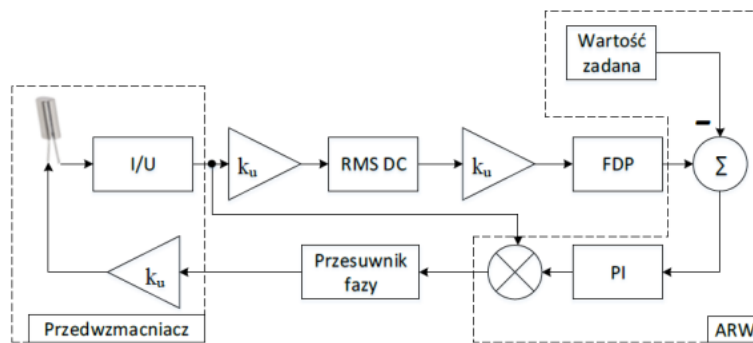 Wartość
zadana
I/U
kᵤ
RMS DC
kᵤ
FDP
Σ
kᵤ
Przesuwnik
fazy
PI
Przedwzmacniacz
ARW